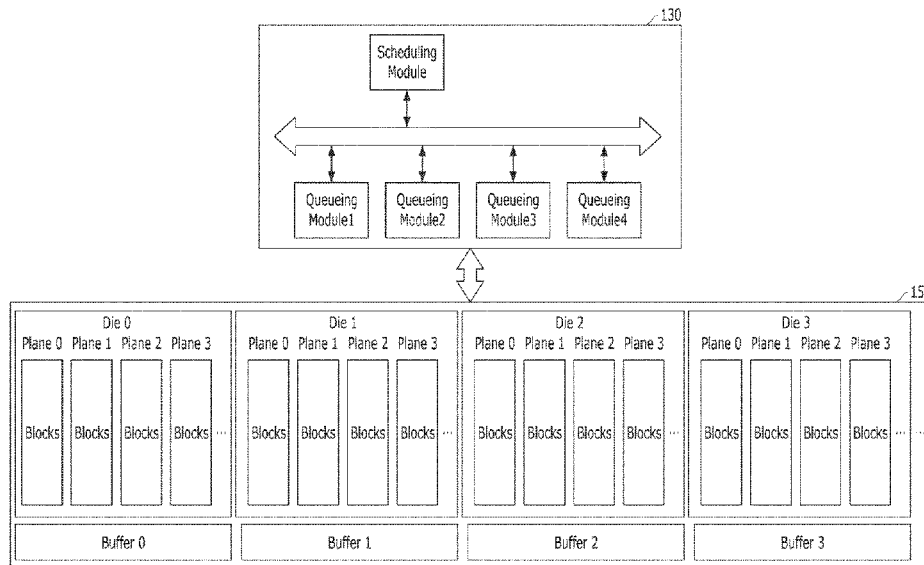 130
Scheduling
Module
Queueing
Module1
Queueing
Module2
Queueing
Module3
Queueing
Module4
15
Die 0
Plane 0 Plane 1 Plane 2 Plane 3
Blocks Blocks Blocks Blocks ...
Die 1
Plane 0 Plane 1 Plane 2 Plane 3
Blocks Blocks Blocks Blocks ...
Die 2
Plane 0 Plane 1 Plane 2 Plane 3
Blocks Blocks Blocks Blocks ...
Die 3
Plane 0 Plane 1 Plane 2 Plane 3
Blocks Blocks Blocks Blocks ... ...
Buffer 0
Buffer 1
Buffer 2
Buffer 3